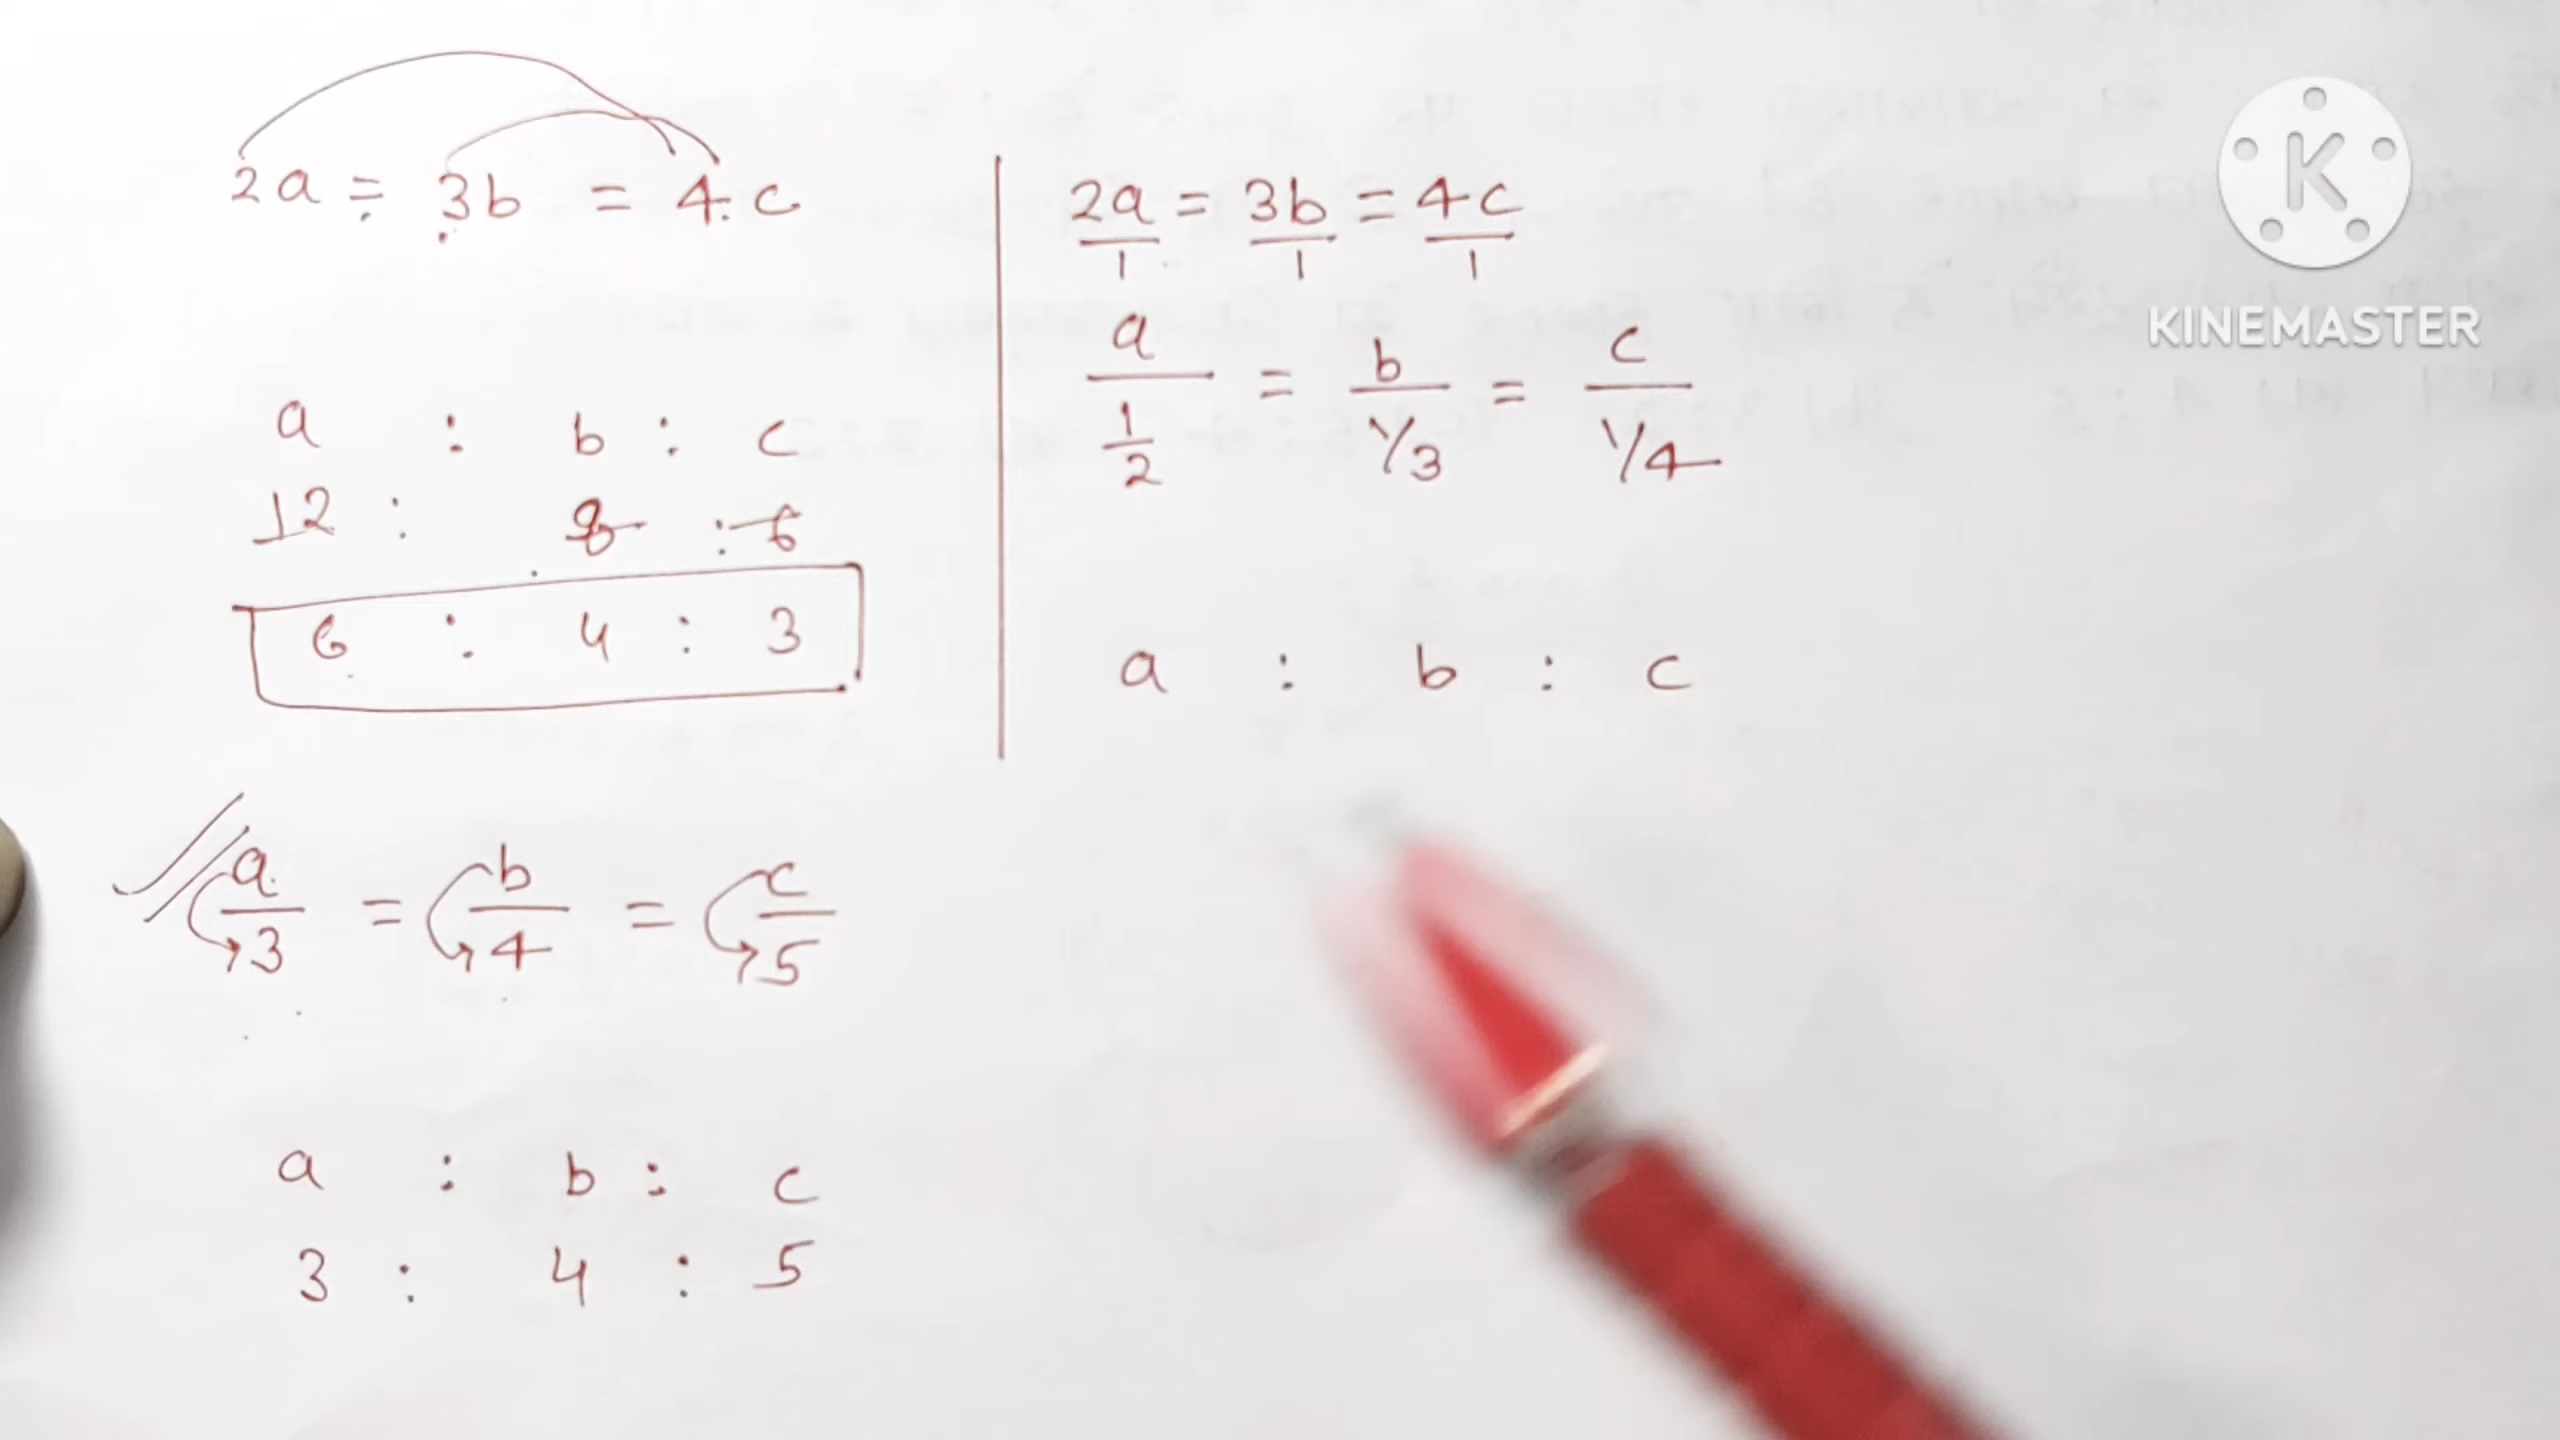 2a = 3b = 4c
a : b : c
12 : 8 : 6
6 : 4 : 3
a/3 = b/4 = c/5
a : b : c
3 : 4 : 5
2a/1 = 3b/1 = 4c/1
a/(1/2) = b/(1/3) = c/(1/4)
a : b : c
K
KINEMASTER